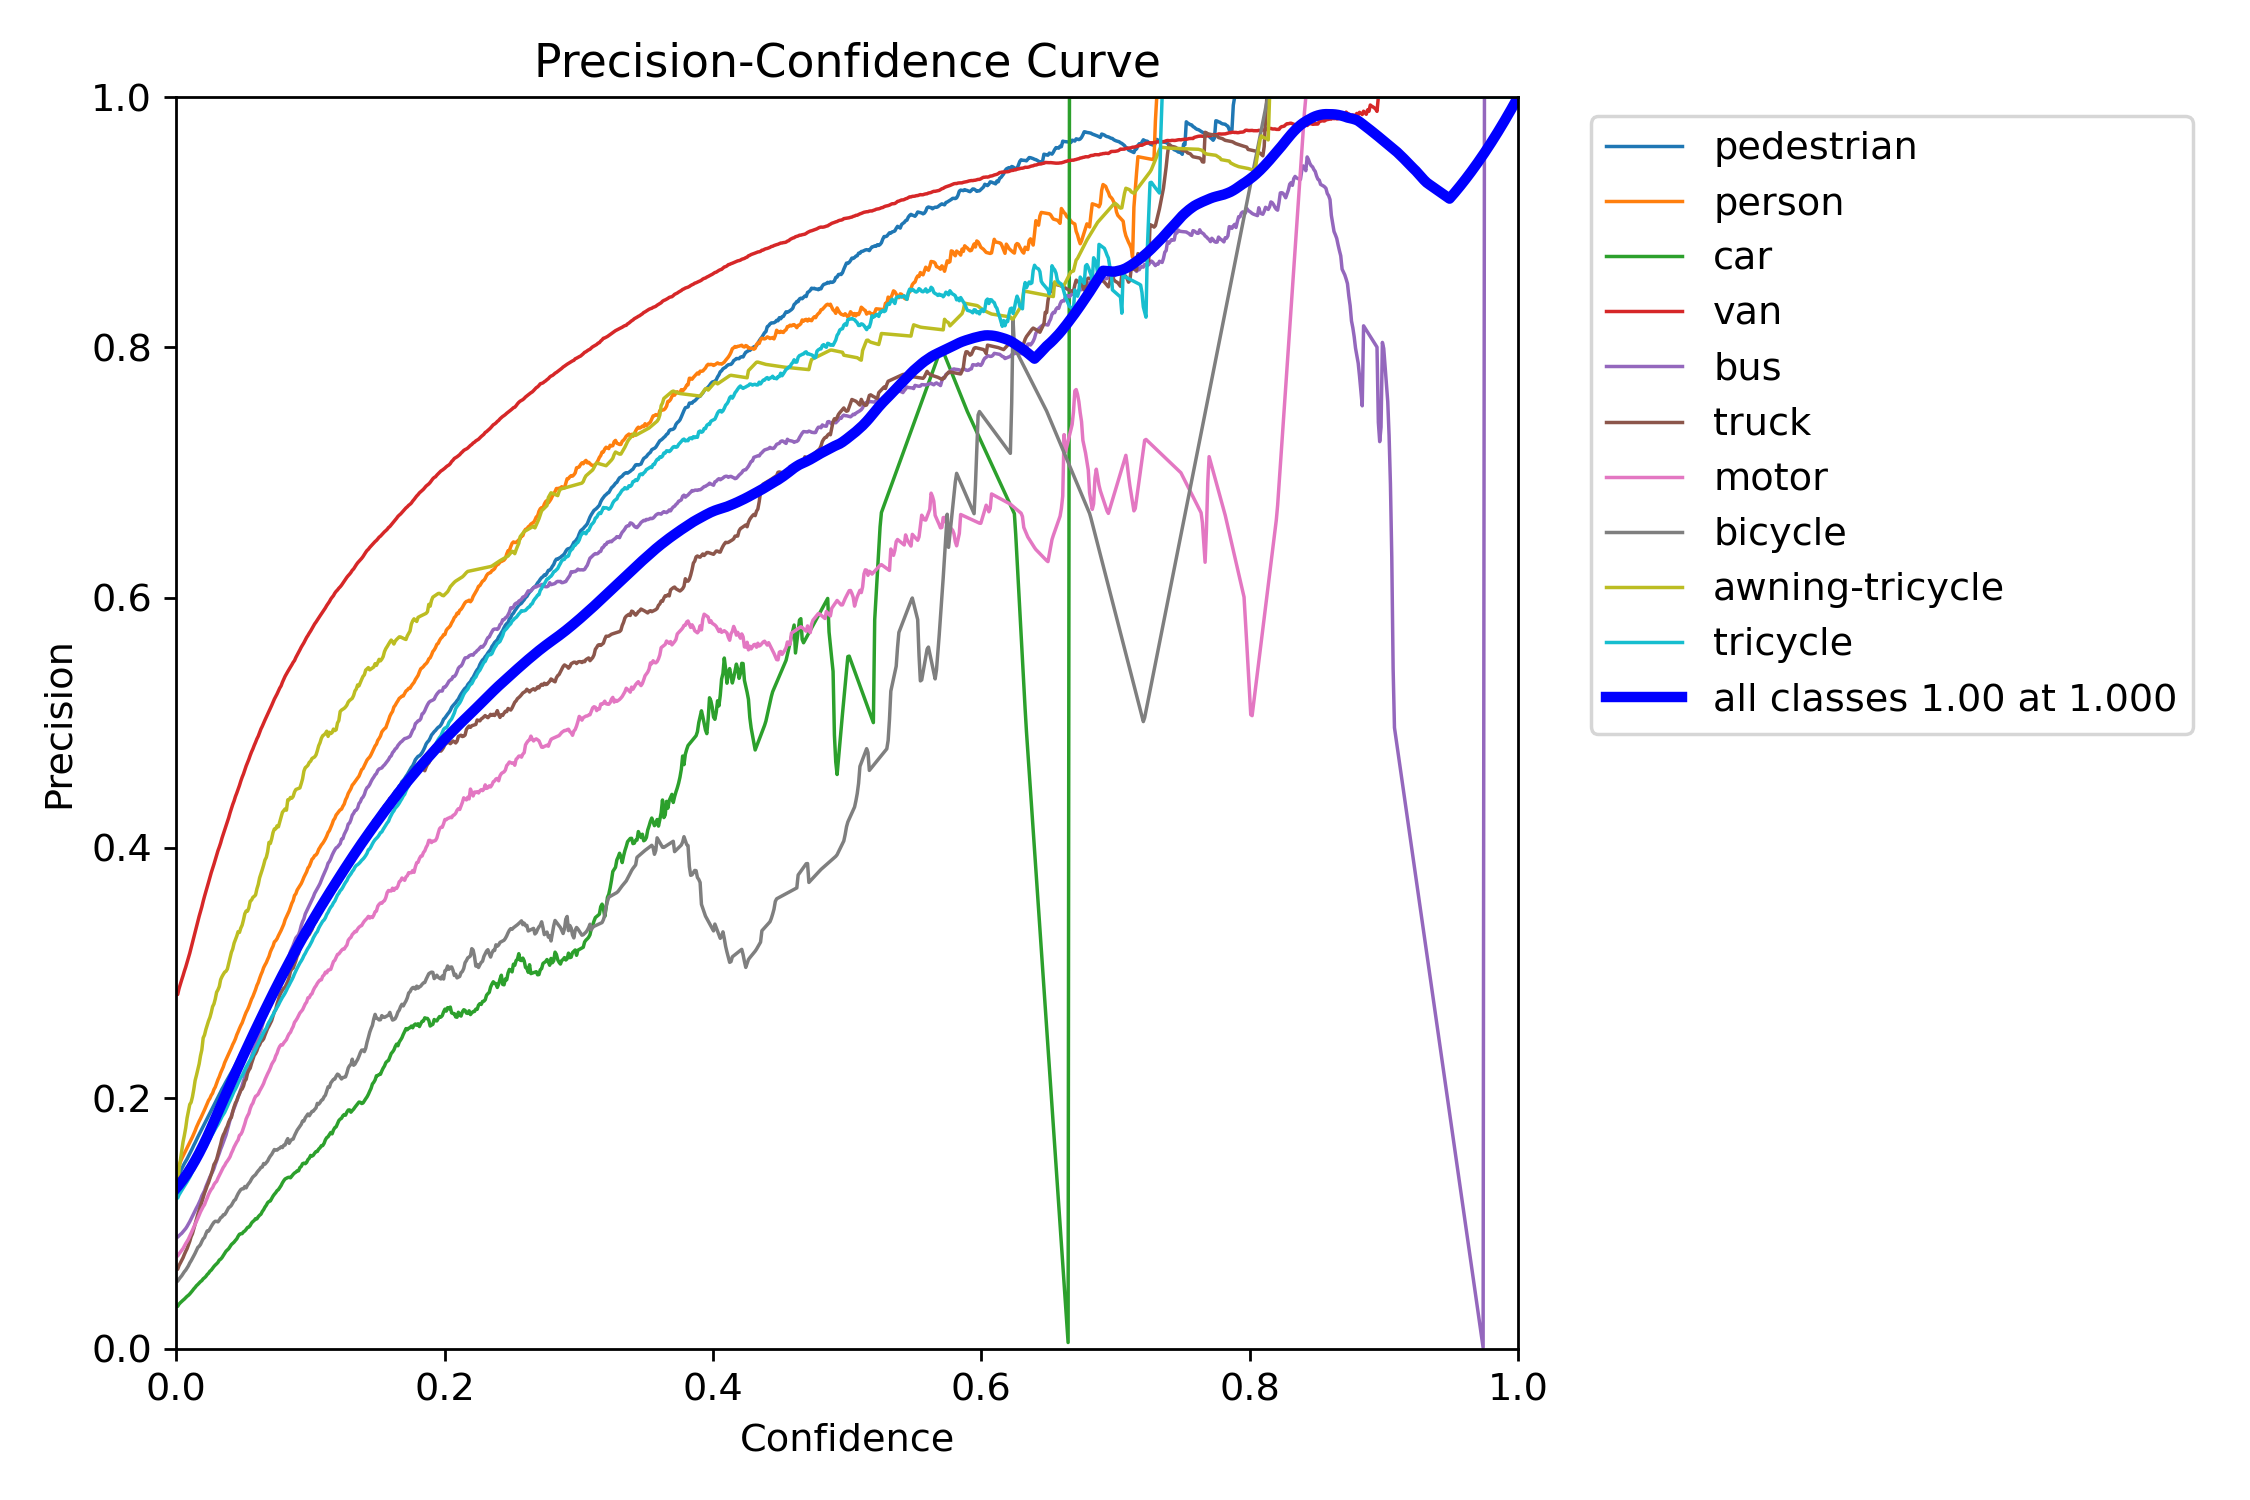 Precision-Confidence Curve
1.0
0.8
0.6
0.4
0.2
0.0
Precision
0.0 0.2 0.4 0.6 0.8 1.0
Confidence
pedestrian
person
car
van
bus
truck
motor
bicycle
awning-tricycle
tricycle
all classes 1.00 at 1.000